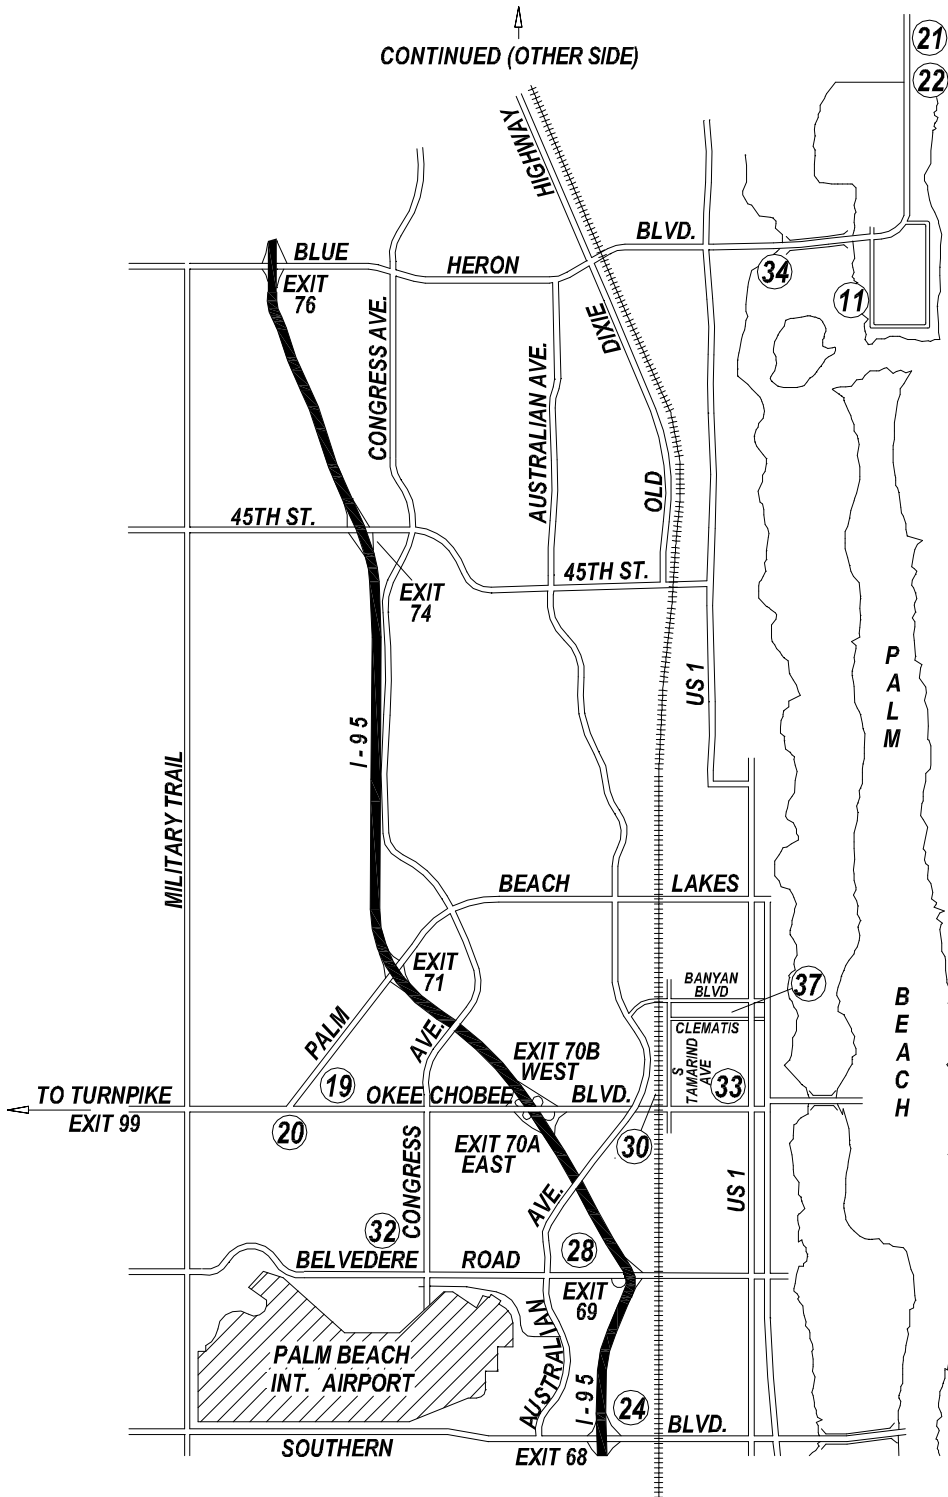 CONTINUED (OTHER SIDE)
21
22
HIGHWAY
BLVD.
BLUE
HERON
34
EXIT
76
11
DIXIE
CONGRESS AVE.
AUSTRALIAN AVE.
OLD
45TH ST.
45TH ST.
EXIT
74
US 1
PALM
I-95
MILITARY TRAIL
BEACH
LAKES
EXIT
71
BANYAN
BLVD
37
BEACH
PALM
AVE.
CLEMATIS
S
TAMARIND
AVE
EXIT 70B
WEST
19
33
TO TURNPIKE
OKEE CHOBEE
BLVD.
EXIT 99
20
EXIT 70A
EAST
30
CONGRESS
US 1
AVE.
32
28
BELVEDERE
ROAD
EXIT
69
AUSTRALIAN
PALM BEACH
INT. AIRPORT
I-95
24
BLVD.
SOUTHERN
EXIT 68